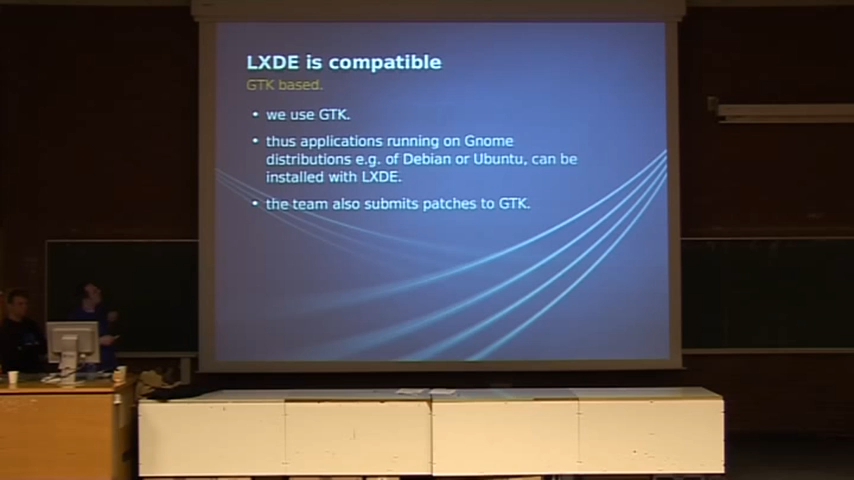 LXDE is compatible
GTK based.
• we use GTK.
• thus applications running on Gnome
distributions e.g. of Debian or Ubuntu, can be
installed with LXDE.
• the team also submits patches to GTK.